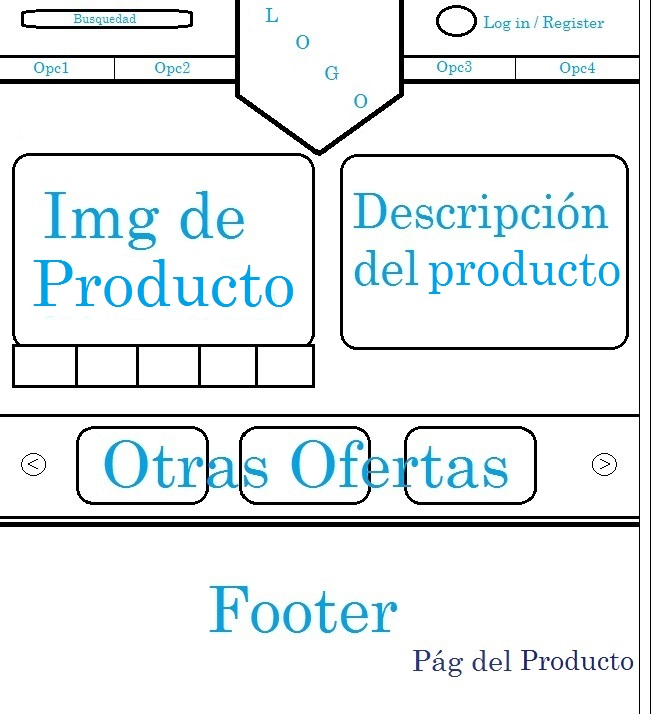 Busquedad
L
O
G
O
Log in / Register
Opc1
Opc2
Opc3
Opc4
Img de
Producto
Descripción
del producto
<
Otras Ofertas
>
Footer
Pág del Producto